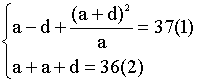 a − d + (a + d)² / a = 37(1)
a + a + d = 36(2)